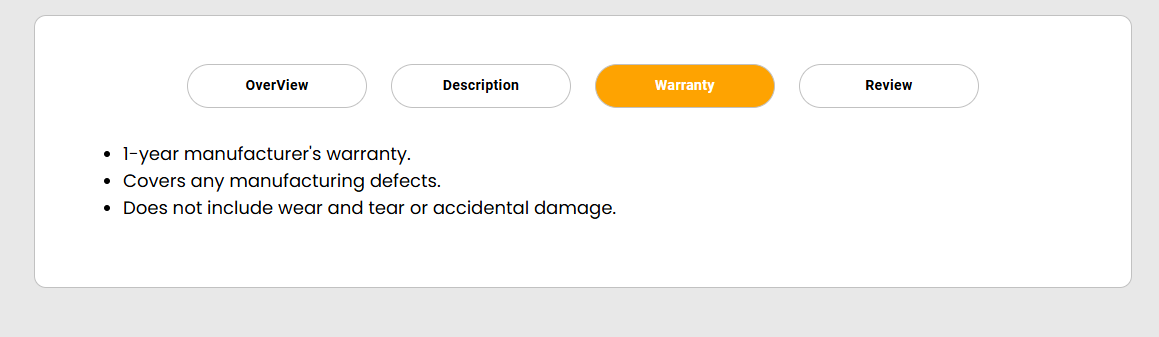 OverView
Description
Warranty
Review
1-year manufacturer's warranty.
Covers any manufacturing defects.
Does not include wear and tear or accidental damage.